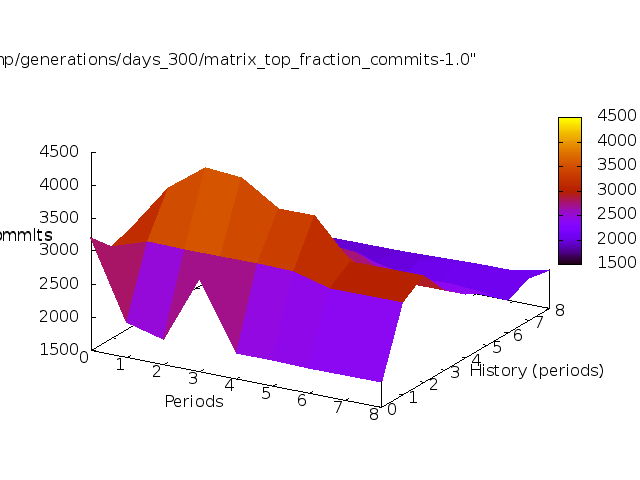 mp/generations/days_300/matrix_top_fraction_commits-1.0"
4500
4000
3500
3000
2500
2000
1500
ommits
0 1 2 3 4 5 6 7 8
Periods
0 1 2 3 4 5 6 7 8
History (periods)
4500
4000
3500
3000
2500
2000
1500